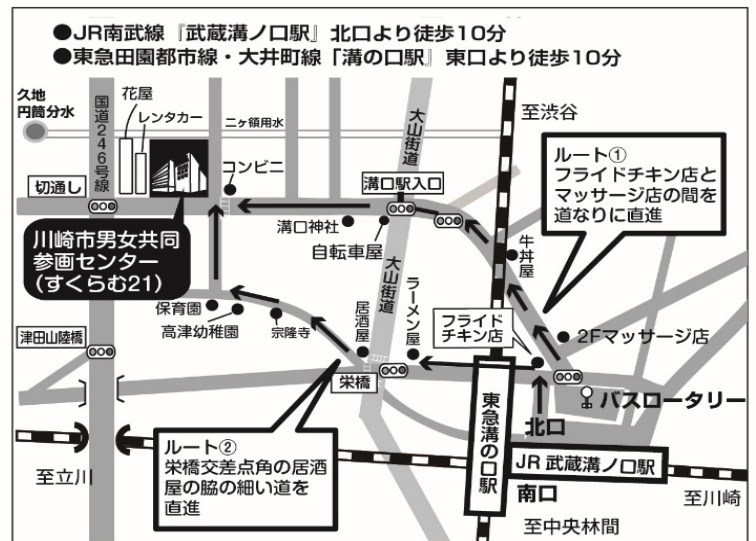 ●JR南武線『武蔵溝ノ口駅』北口より徒歩10分
●東急田園都市線・大井町線「溝の口駅」東口より徒歩10分
久地
円筒分水
国道246号線
花屋
レンタカー
ニヶ領用水
大山街道
至渋谷
コンビニ
切通し
溝口駅入口
ルート①
フライドチキン店と
マッサージ店の間を
道なりに直進
川崎市男女共同
参画センター
(すくらむ21)
溝口神社
自転車屋
牛丼屋
大山街道
ラーメン屋
保育園
高津幼稚園
宗隆寺
居酒屋
フライド
チキン店
2Fマッサージ店
津田山陸橋
栄橋
バスロータリー
北口
東急溝の口駅
ルート②
栄橋交差点角の居酒
屋の脇の細い道を
直進
JR 武蔵溝ノ口駅
至立川
南口
至川崎
至中央林間